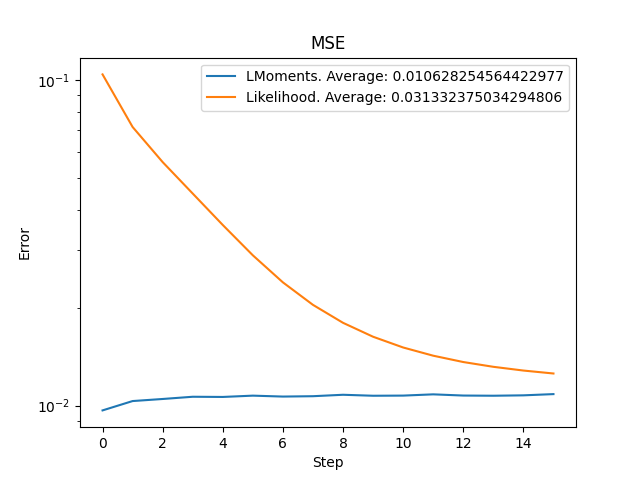 MSE
LMoments. Average: 0.010628254564422977
Likelihood. Average: 0.031332375034294806
10⁻¹
Error
10⁻²
0 2 4 6 8 10 12 14
Step